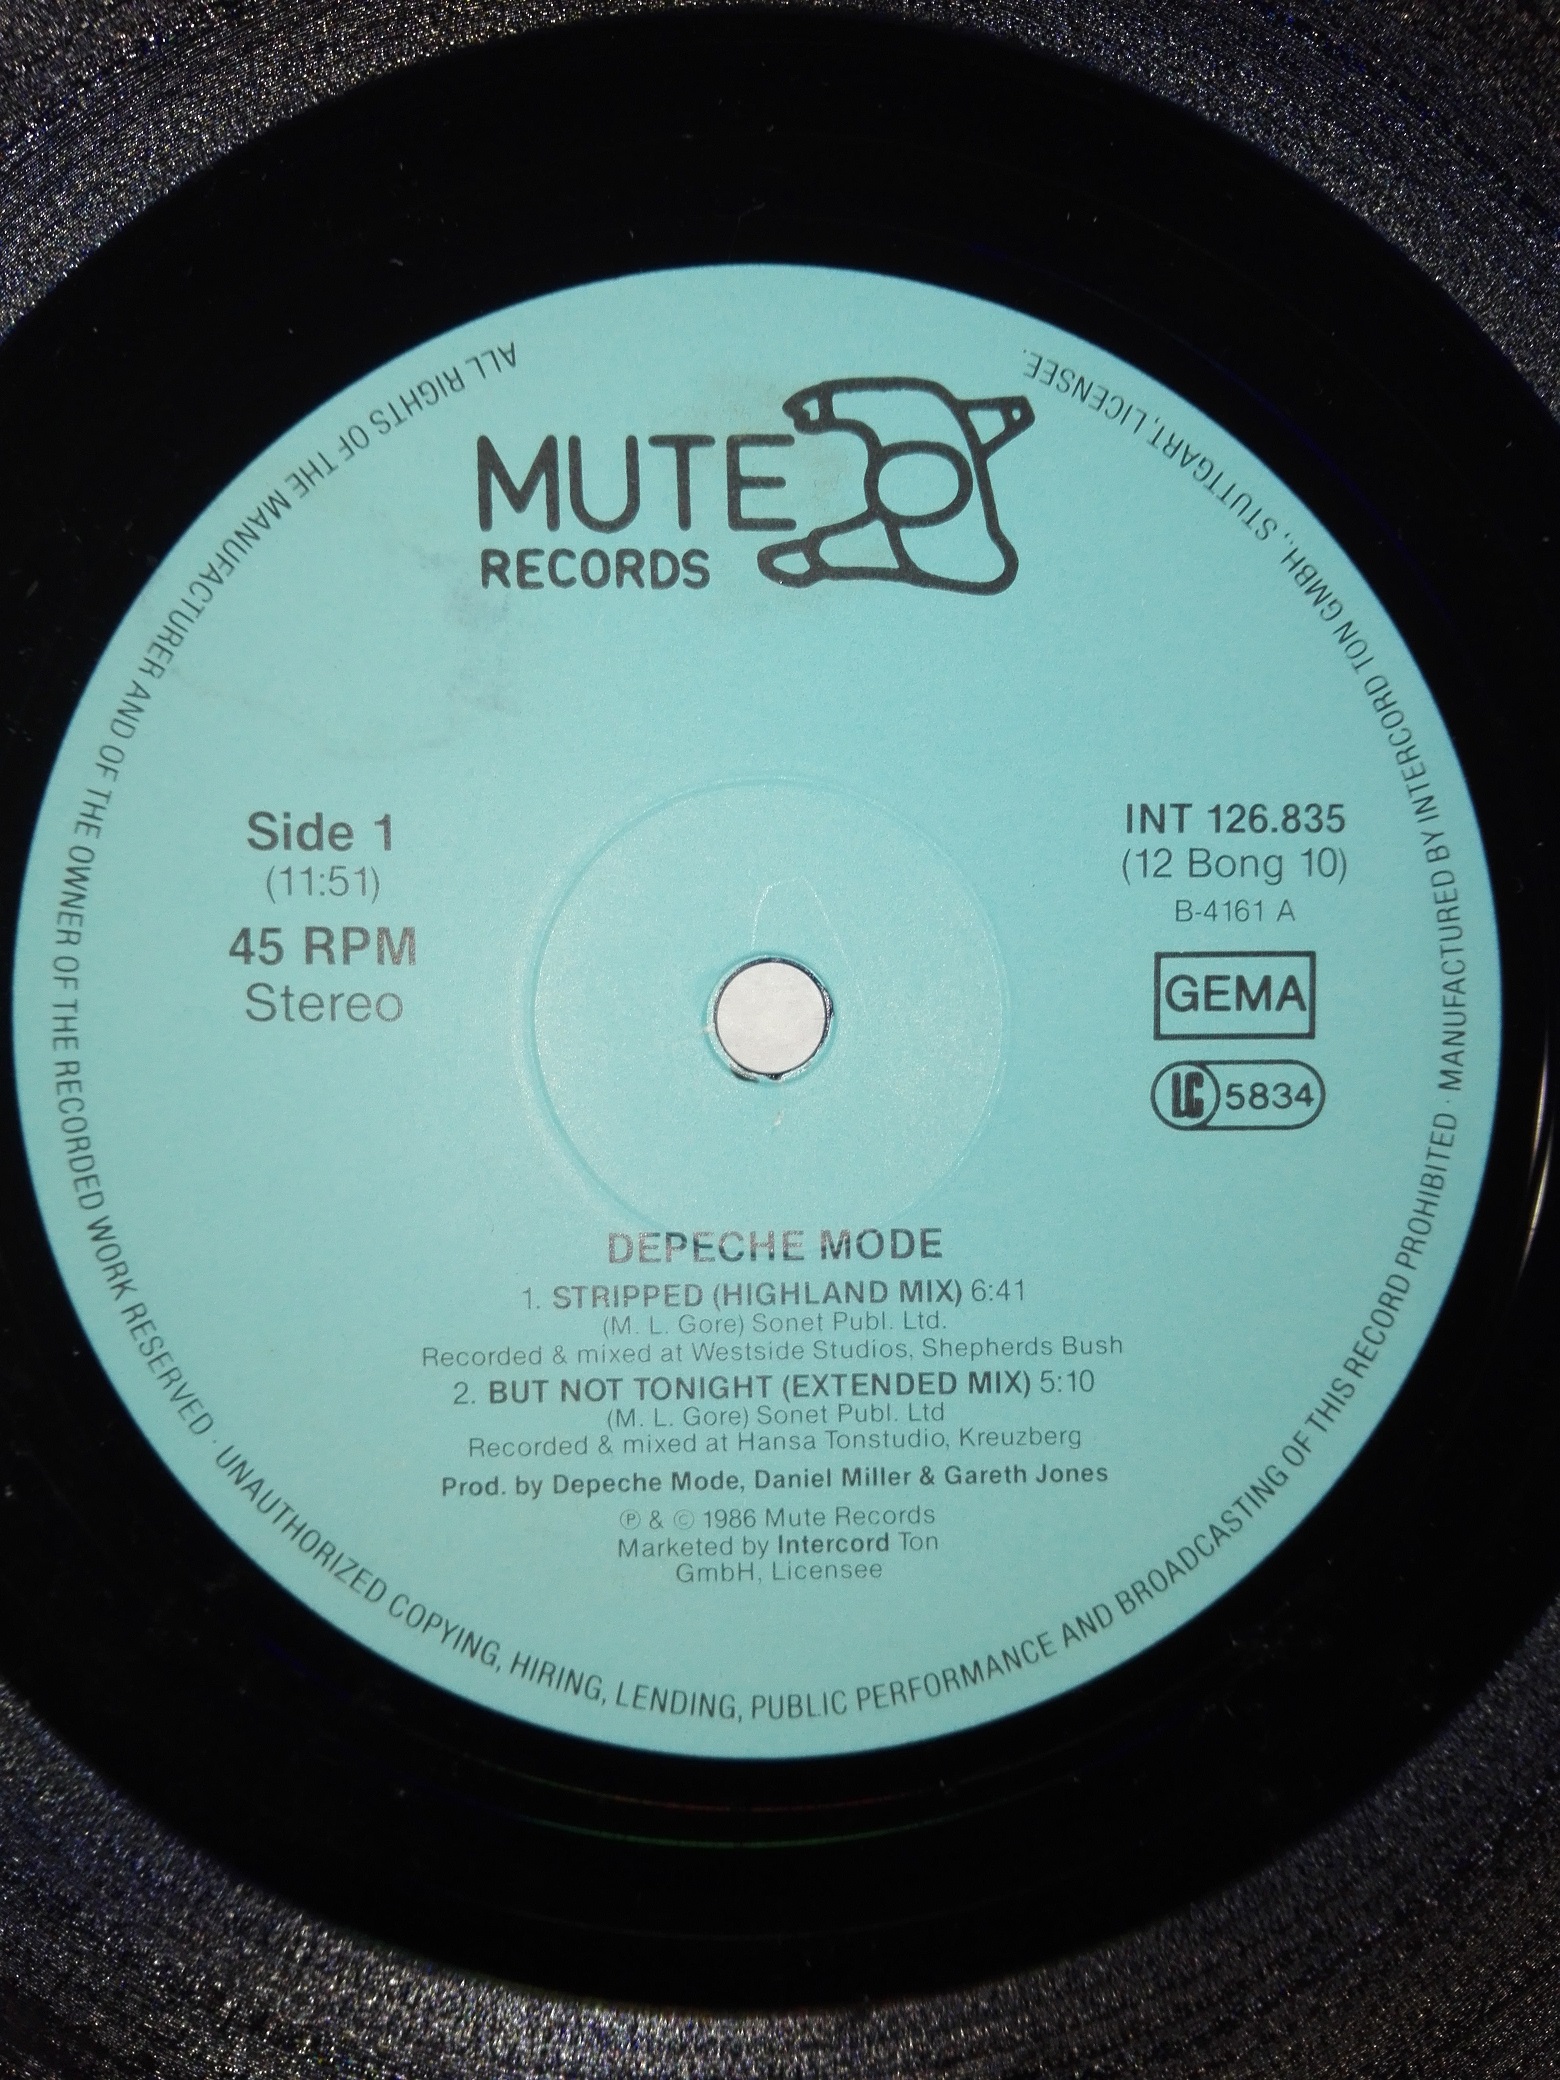 MUTE
RECORDS
Side 1
(11:51)
45 RPM
Stereo
INT 126.835
(12 Bong 10)
B-4161 A
GEMA
LC 5834
DEPECHE MODE
1. STRIPPED (HIGHLAND MIX) 6:41
(M. L. Gore) Sonet Publ. Ltd.
Recorded & mixed at Westside Studios, Shepherds Bush
2. BUT NOT TONIGHT (EXTENDED MIX) 5:10
(M. L. Gore) Sonet Publ. Ltd
Recorded & mixed at Hansa Tonstudio, Kreuzberg
Prod. by Depeche Mode, Daniel Miller & Gareth Jones
℗ & © 1986 Mute Records
Marketed by Intercord Ton
GmbH, Licensee
ALL RIGHTS OF THE MANUFACTURER AND OF THE OWNER OF THE RECORDED WORK RESERVED · UNAUTHORIZED COPYING, HIRING, LENDING, PUBLIC PERFORMANCE AND BROADCASTING OF THIS RECORD PROHIBITED · MANUFACTURED BY INTERCORD TON GMBH., STUTTGART, LICENSEE.